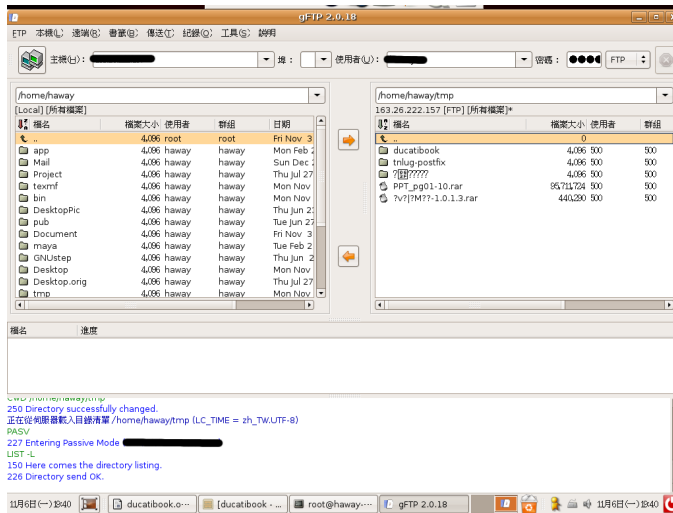 gFTP 2.0.18
FTP 本機(L) 遠端(R) 書籤(B) 傳送(T) 記錄(O) 工具(S) 說明
主機(H): 埠: 使用者(U): 密碼: FTP
/home/haway
[Local] [所有檔案]
檔名 檔案大小 使用者 群組 日期
.. 4,096 root root Fri Nov 3
app 4,096 haway haway Mon Feb 2
Mail 4,096 haway haway Sun Dec
Project 4,096 haway haway Thu Jul 27
texmf 4,096 haway haway Mon Nov
bin 4,096 haway haway Mon Nov
DesktopPic 4,096 haway haway Thu Jun 2
pub 4,096 haway haway Tue Jun 27
Document 4,096 haway haway Fri Nov 3
maya 4,096 haway haway Tue Feb 2
GNUstep 4,096 haway haway Thu Jun 2
Desktop 4,096 haway haway Mon Nov
Desktop.orig 4,096 haway haway Thu Jul 27
tmp 4,096 haway haway Mon Nov
/home/haway/tmp
163.26.222.157 [FTP] [所有檔案]*
檔名 檔案大小 使用者 群組
.. 0
ducatibook 4,096 500 500
tnlug-postfix 4,096 500 500
????? 4,096 500 500
PPT_pg01-10.rar 95,711,724 500 500
?v?|?M??-1.0.1.3.rar 440,290 500 500
檔名 進度
CWD /home/haway/tmp
250 Directory successfully changed.
正在從伺服器載入目錄清單 /home/haway/tmp (LC_TIME = zh_TW.UTF-8)
PASV
227 Entering Passive Mode
LIST -L
150 Here comes the directory listing.
226 Directory send OK.
11月6日(一) 19:40 ducatibook.o··· [ducatibook - ... root@haway-··· gFTP 2.0.18 11月6日(一) 19:40